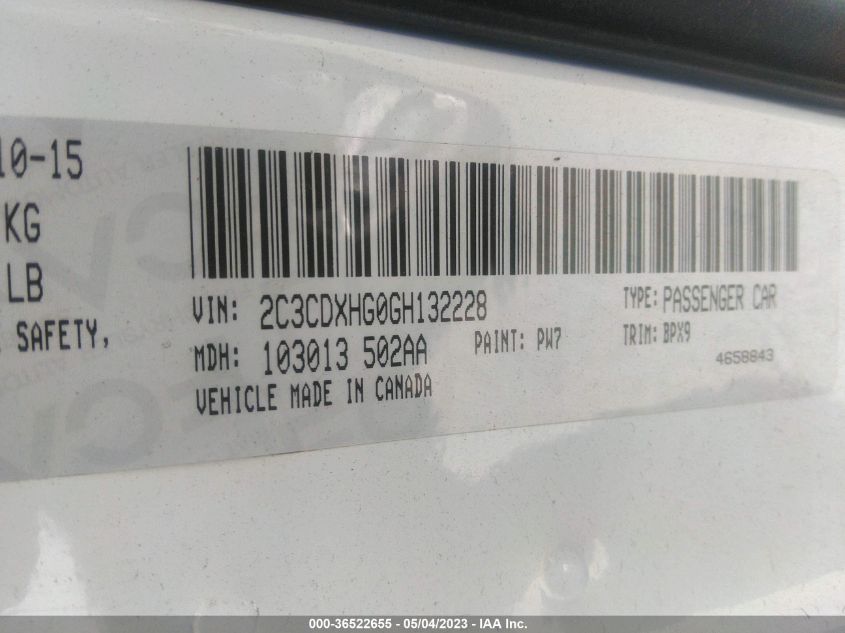 10-15
KG
LB
SAFETY,
VIN: 2C3CDXHG0GH132228
TYPE: PASSENGER CAR
MDH: 103013 502AA
PAINT: PW7
TRIM: BPX9
4658843
VEHICLE MADE IN CANADA
000-36522655 - 05/04/2023 - IAA Inc.